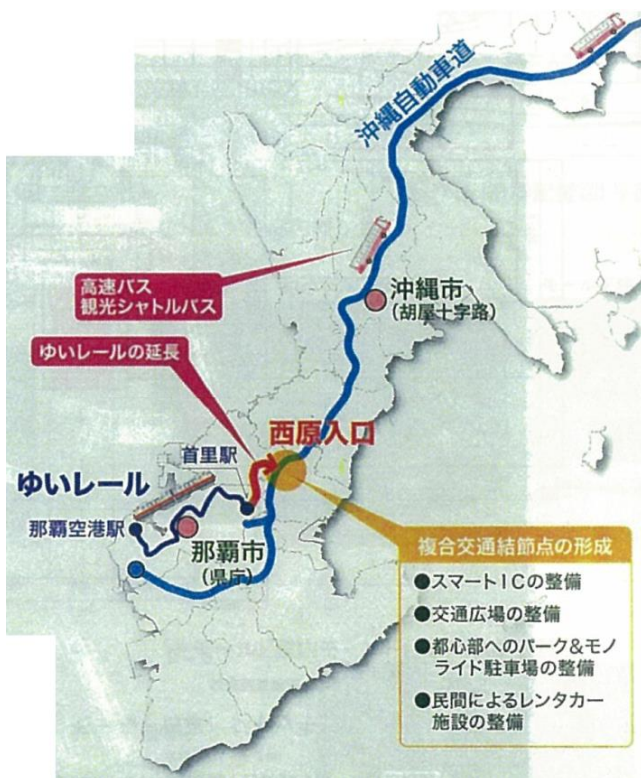 沖縄自動車道
高速バス
観光シャトルバス
沖縄市
(胡屋十字路)
ゆいレールの延長
西原入口
首里駅
ゆいレール
那覇空港駅
那覇市
(県庁)
複合交通結節点の形成
●スマートICの整備
●交通広場の整備
●都心部へのパーク&モノ
ライド駐車場の整備
●民間によるレンタカー
施設の整備